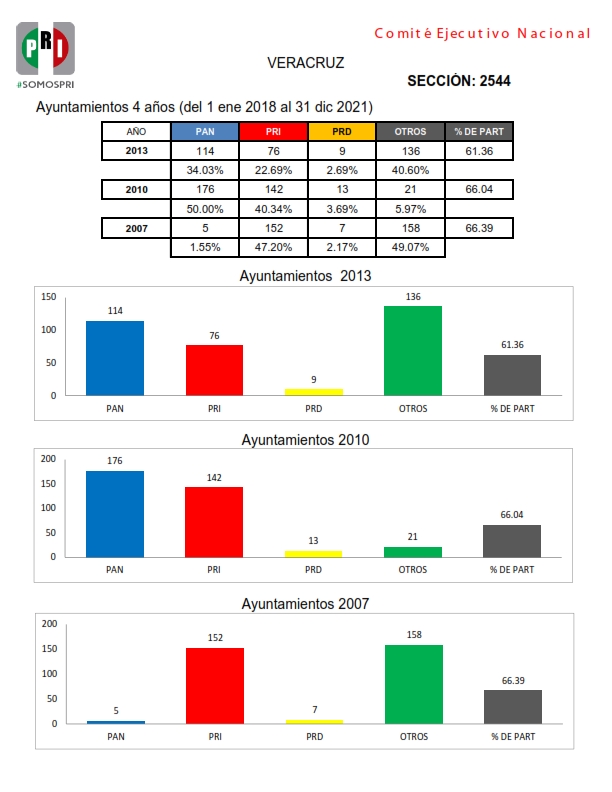 Comité Ejecutivo Nacional
PRI
#SOMOSPRI
VERACRUZ
SECCIÓN: 2544
Ayuntamientos 4 años (del 1 ene 2018 al 31 dic 2021)
AÑO PAN PRI PRD OTROS % DE PART
2013 114 76 9 136 61.36
34.03% 22.69% 2.69% 40.60%
2010 176 142 13 21 66.04
50.00% 40.34% 3.69% 5.97%
2007 5 152 7 158 66.39
1.55% 47.20% 2.17% 49.07%
Ayuntamientos 2013
150
100
50
0
114 76 9 136 61.36
PAN PRI PRD OTROS % DE PART
Ayuntamientos 2010
200
150
100
50
0
176 142 13 21 66.04
PAN PRI PRD OTROS % DE PART
Ayuntamientos 2007
200
150
100
50
0
5 152 7 158 66.39
PAN PRI PRD OTROS % DE PART